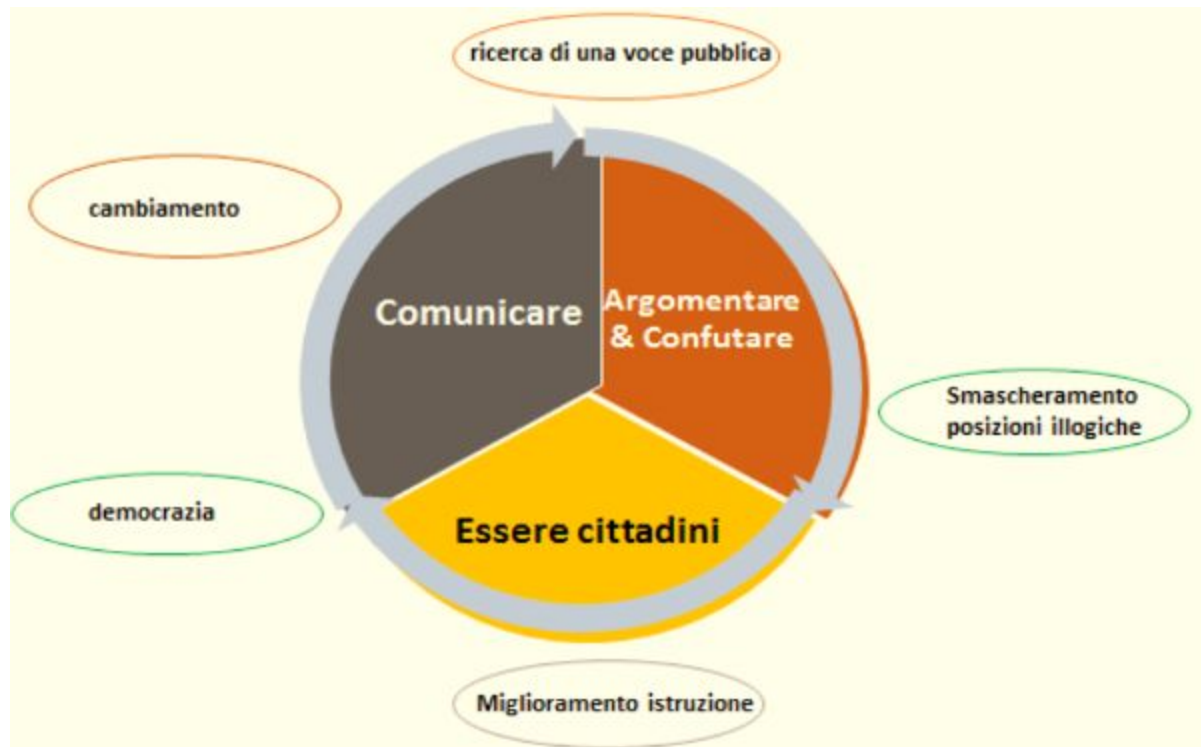 ricerca di una voce pubblica
cambiamento
Comunicare
Argomentare
& Confutare
Smascheramento
posizioni illogiche
democrazia
Essere cittadini
Miglioramento istruzione